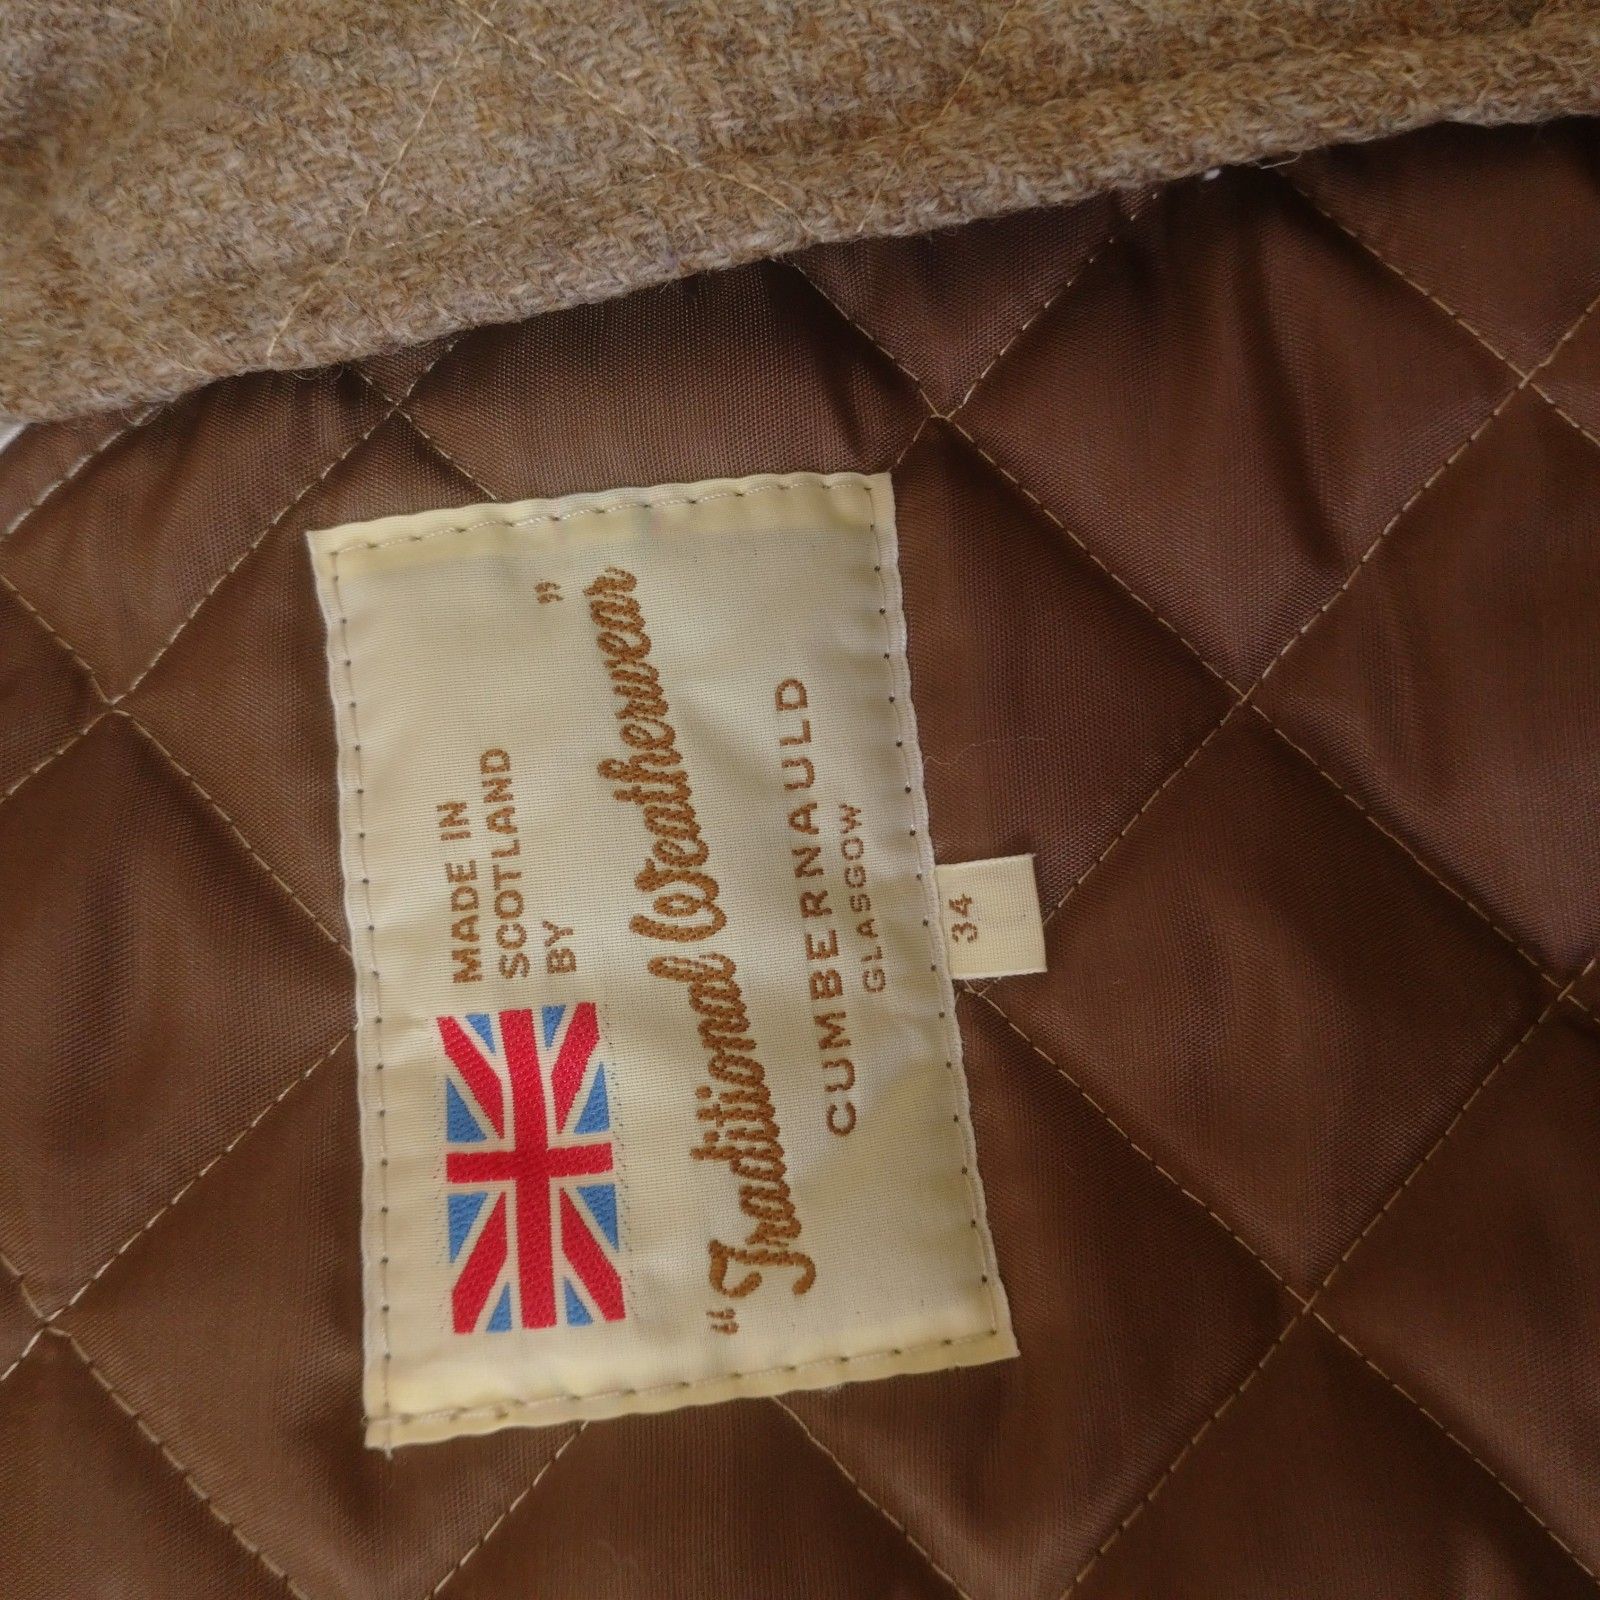 MADE IN
SCOTLAND
BY
“Traditional Weatherwear”
CUMBERNAULD
GLASGOW
34